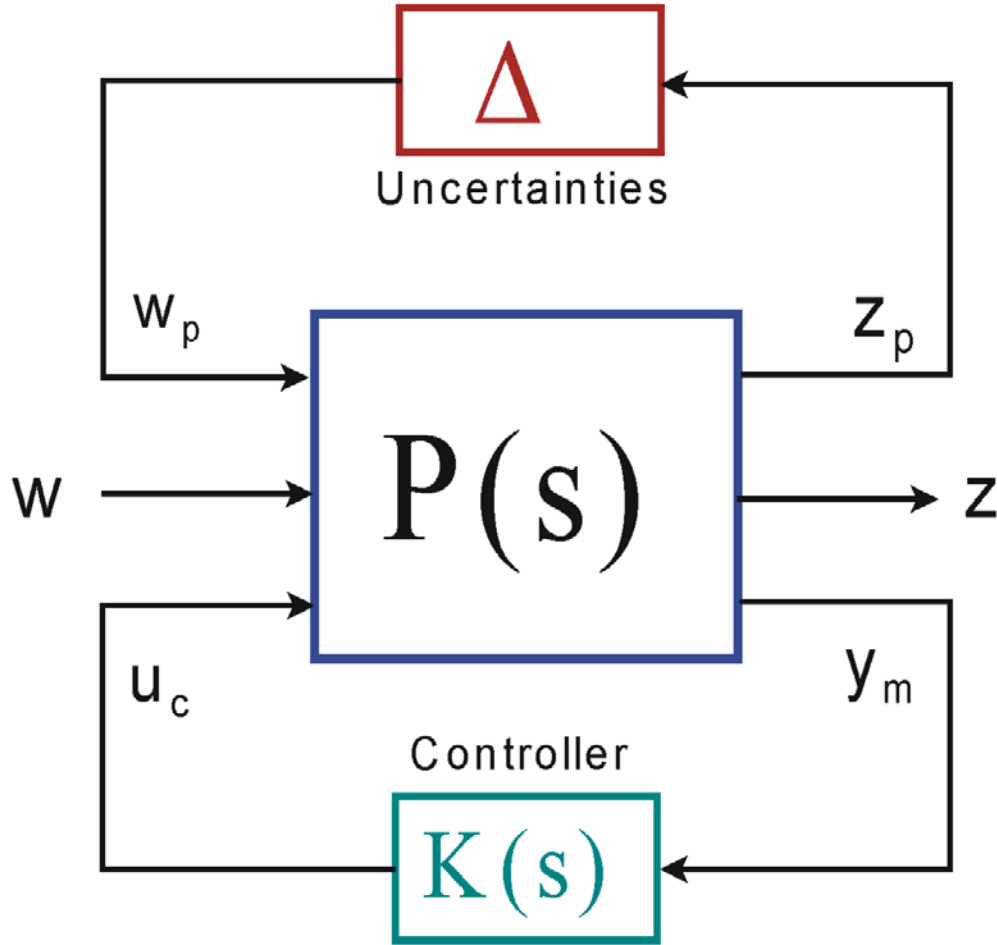 Δ
Uncertainties
w_p
z_p
P(s)
w
z
u_c
y_m
Controller
K(s)